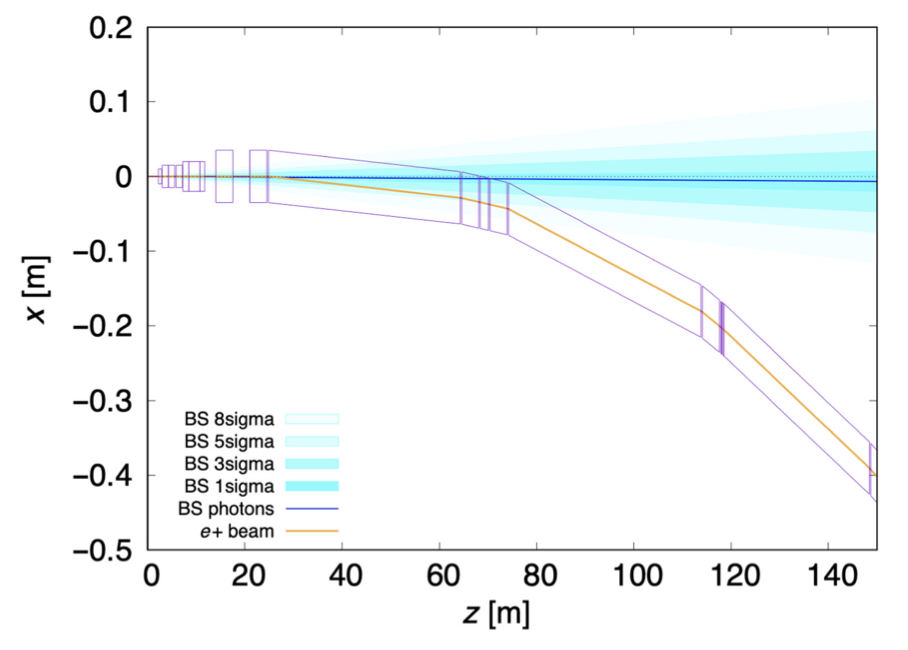 0.2
0.1
0
−0.1
−0.2
−0.3
−0.4
−0.5
x [m]
BS 8sigma
BS 5sigma
BS 3sigma
BS 1sigma
BS photons
e+ beam
0 20 40 60 80 100 120 140
z [m]